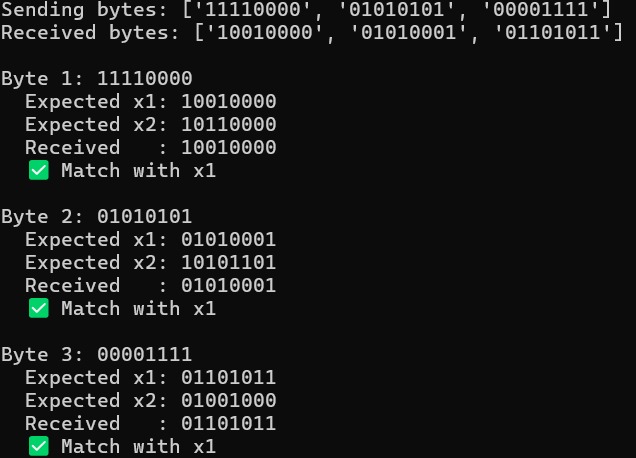 Sending bytes: ['11110000', '01010101', '00001111']
Received bytes: ['10010000', '01010001', '01101011']
Byte 1: 11110000
Expected x1: 10010000
Expected x2: 10110000
Received   : 10010000
✅ Match with x1
Byte 2: 01010101
Expected x1: 01010001
Expected x2: 10101101
Received   : 01010001
✅ Match with x1
Byte 3: 00001111
Expected x1: 01101011
Expected x2: 01001000
Received   : 01101011
✅ Match with x1